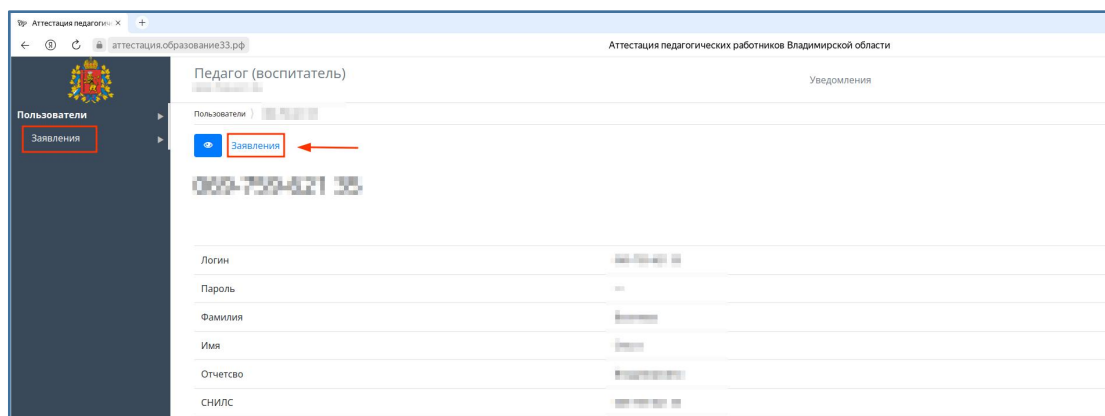 Аттестация педагогич
аттестация.образование33.рф
Аттестация педагогических работников Владимирской области
Педагог (воспитатель)
Уведомления
Пользователи
Пользователи
Заявления
Заявления
Логин
Пароль
Фамилия
Имя
Отчетсво
СНИЛС